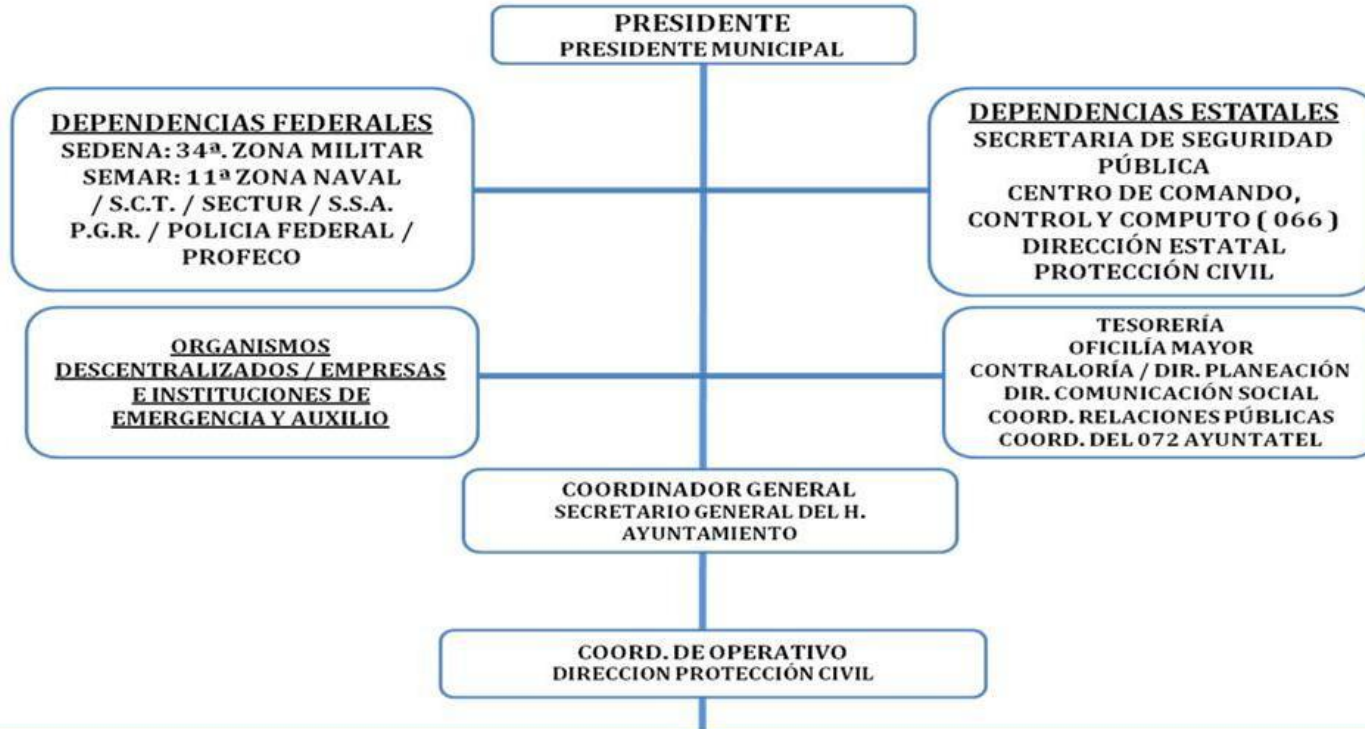 PRESIDENTE
PRESIDENTE MUNICIPAL
DEPENDENCIAS FEDERALES
SEDENA: 34ª. ZONA MILITAR
SEMAR: 11ª ZONA NAVAL
/ S.C.T. / SECTUR / S.S.A.
P.G.R. / POLICIA FEDERAL /
PROFECO
DEPENDENCIAS ESTATALES
SECRETARIA DE SEGURIDAD
PÚBLICA
CENTRO DE COMANDO,
CONTROL Y COMPUTO ( 066 )
DIRECCIÓN ESTATAL
PROTECCIÓN CIVIL
ORGANISMOS
DESCENTRALIZADOS / EMPRESAS
E INSTITUCIONES DE
EMERGENCIA Y AUXILIO
TESORERÍA
OFICILÍA MAYOR
CONTRALORÍA / DIR. PLANEACIÓN
DIR. COMUNICACIÓN SOCIAL
COORD. RELACIONES PÚBLICAS
COORD. DEL 072 AYUNTATEL
COORDINADOR GENERAL
SECRETARIO GENERAL DEL H.
AYUNTAMIENTO
COORD. DE OPERATIVO
DIRECCION PROTECCIÓN CIVIL